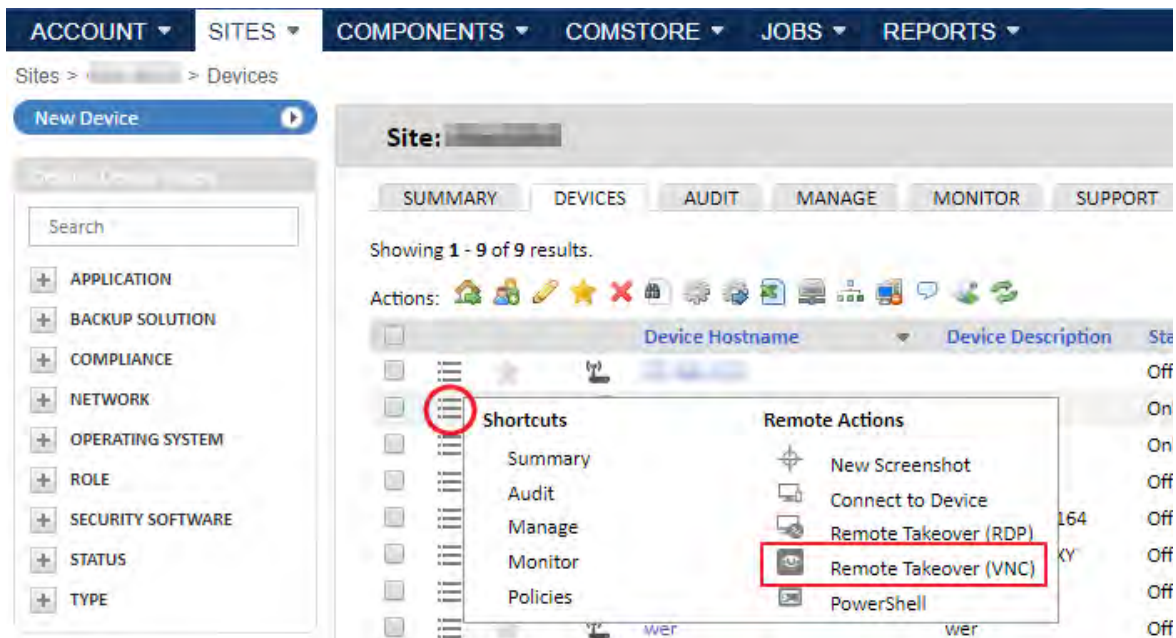 ACCOUNT SITES COMPONENTS COMSTORE JOBS REPORTS
Sites > > Devices
New Device
Site:
SUMMARY DEVICES AUDIT MANAGE MONITOR SUPPORT
Search
Showing 1 - 9 of 9 results.
Actions:
APPLICATION
BACKUP SOLUTION
COMPLIANCE
NETWORK
OPERATING SYSTEM
ROLE
SECURITY SOFTWARE
STATUS
TYPE
Device Hostname Device Description Sta
Off
On
On
Off
164 Off
XY Off
Off
wer wer Off
Shortcuts
Summary
Audit
Manage
Monitor
Policies
Remote Actions
New Screenshot
Connect to Device
Remote Takeover (RDP)
Remote Takeover (VNC)
PowerShell